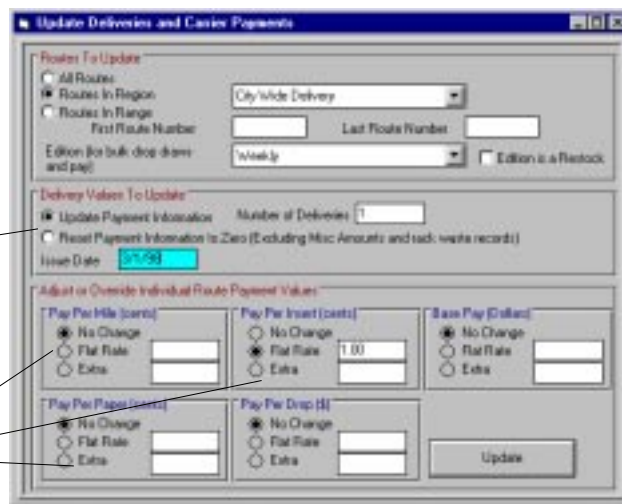 Update Deliveries and Carrier Payments
Routes To Update
All Routes
Routes In Region
City Wide Delivery
Routes In Range
First Route Number
Last Route Number
Edition (for bulk drop draws
and pay)
Weekly
Edition is a Restock
Delivery Values To Update
Update Payment Information
Number of Deliveries
1
Reset Payment Information to Zero (Excluding Misc Amounts and rack waste records)
Issue Date
Adjust or Override Individual Route Payment Values
Pay Per Mile (cents)
No Change
Flat Rate
Extra
Pay Per Insert (cents)
No Change
Flat Rate
1.00
Extra
Base Pay (Dollars)
No Change
Flat Rate
Extra
Pay Per Paper (cents)
No Change
Flat Rate
Extra
Pay Per Drop ($)
No Change
Flat Rate
Extra
Update